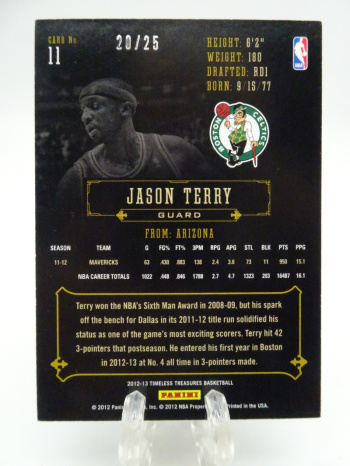 CARD No
11
20/25
HEIGHT: 6'2"
WEIGHT: 180
DRAFTED: RD1
BORN: 9/15/77
NBA
BOSTON CELTICS
JASON TERRY
GUARD
FROM: ARIZONA
SEASON TEAM G FG% FT% 3PM RPG APG STL BLK PTS PPG
11-12 MAVERICKS 63 .430 .883 138 2.4 3.6 73 11 950 15.1
NBA CAREER TOTALS 1022 .448 .846 1788 2.7 4.7 1323 203 16487 16.1
Terry won the NBA's Sixth Man Award in 2008-09, but his spark
off the bench for Dallas in its 2011-12 title run solidified his
status as one of the game's most exciting scorers. Terry hit 42
3-pointers that postseason. He entered his first year in Boston
in 2012-13 at No. 4 all time in 3-pointers made.
2012-13 TIMELESS TREASURES BASKETBALL
PANINI
© 2012 Panini Inc. © 2012 NBA Printed in the USA.